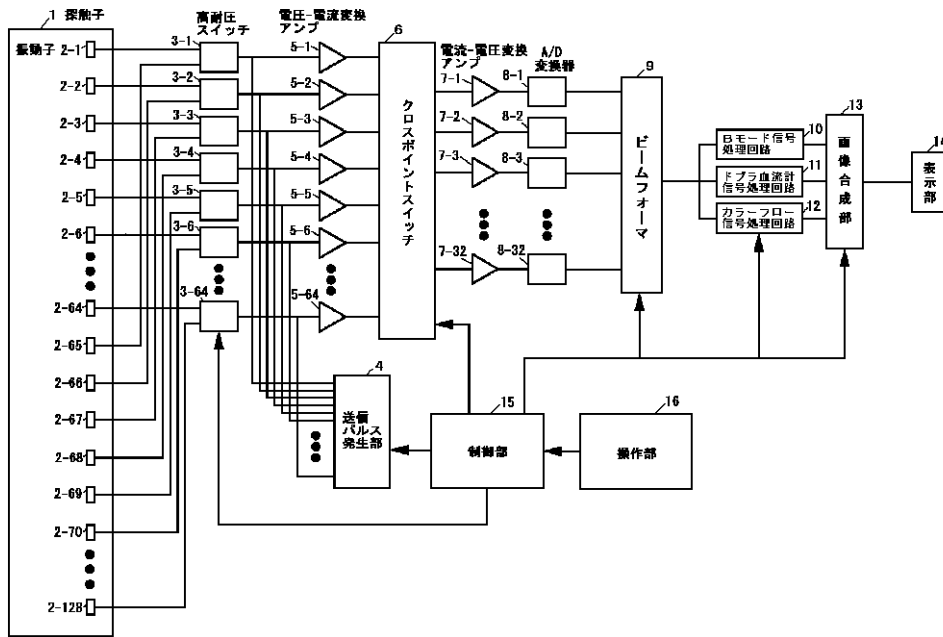 1 探触子
振動子 2-1
2-2
2-3
2-4
2-5
2-6
2-64
2-65
2-66
2-67
2-68
2-69
2-70
2-128
高耐圧
スイッチ
3-1
3-2
3-3
3-4
3-5
3-6
3-64
電圧-電流変換
アンプ
5-1
5-2
5-3
5-4
5-5
5-6
5-64
4
送信
パルス
発生部
6
クロスポイントスイッチ
電流-電圧変換
アンプ
7-1
7-2
7-3
7-32
A/D
変換器
8-1
8-2
8-3
8-32
9
ビームフォーマ
10
Bモード信号
処理回路
11
ドプラ血流計
信号処理回路
12
カラーフロー
信号処理回路
13
画像合成部
14
表示部
15
制御部
16
操作部